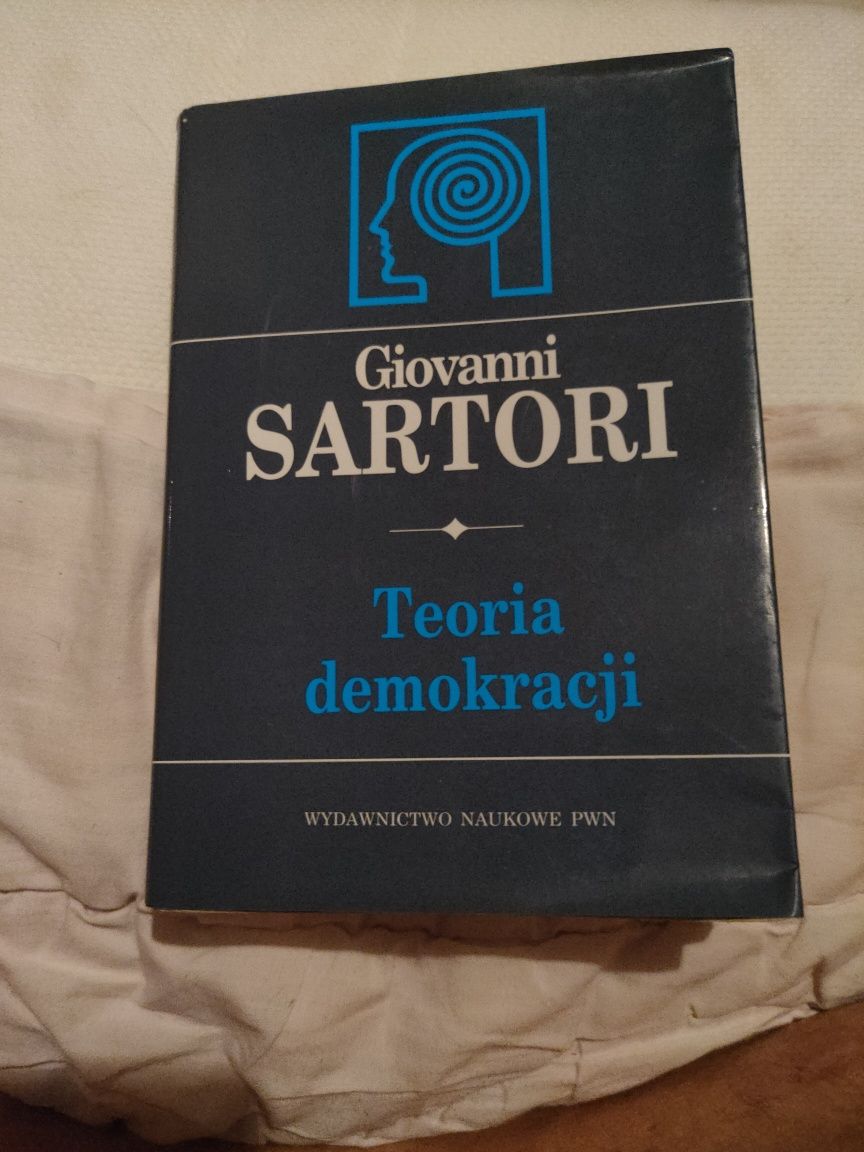 Giovanni
SARTORI
Teoria
demokracji
WYDAWNICTWO NAUKOWE PWN